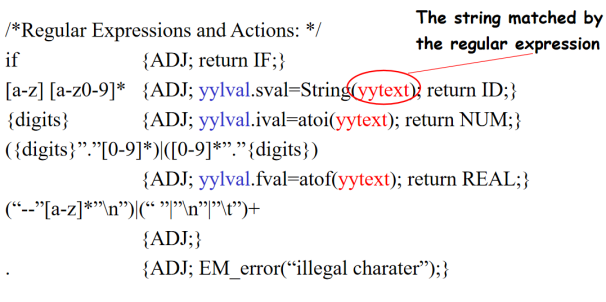 The string matched by
the regular expression
/*Regular Expressions and Actions: */
if {ADJ; return IF;}
[a-z] [a-z0-9]* {ADJ; yylval.sval=String(yytext); return ID;}
{digits} {ADJ; yylval.ival=atoi(yytext); return NUM;}
({digits}”.”[0-9]*)|([0-9]*”.”{digits})
{ADJ; yylval.fval=atof(yytext); return REAL;}
(“--”[a-z]*”\n”)|(“ ”|”\n”|”\t”)+
{ADJ;}
. {ADJ; EM_error(“illegal charater”);}